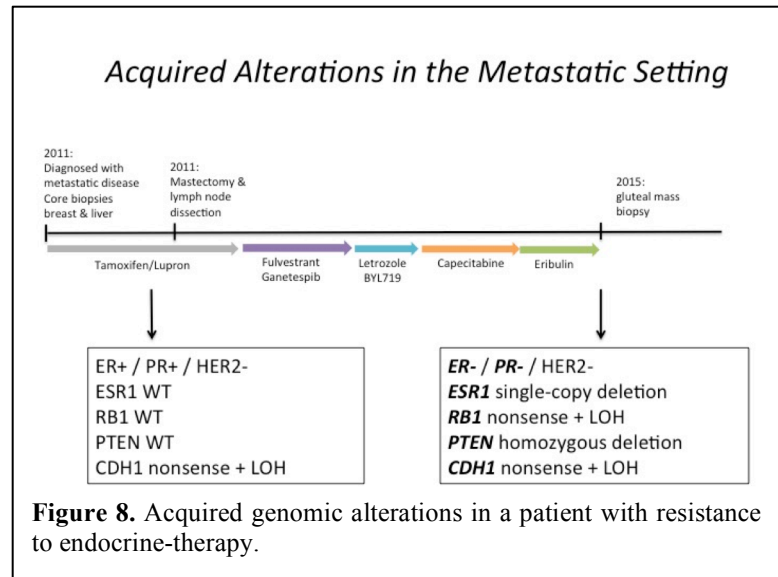 Acquired Alterations in the Metastatic Setting
2011:
Diagnosed with
metastatic disease
Core biopsies
breast & liver
2011:
Mastectomy &
lymph node
dissection
2015:
gluteal mass
biopsy
Tamoxifen/Lupron
Fulvestrant
Ganetespib
Letrozole
BYL719
Capecitabine
Eribulin
ER+ / PR+ / HER2-
ESR1 WT
RB1 WT
PTEN WT
CDH1 nonsense + LOH
ER- / PR- / HER2-
ESR1 single-copy deletion
RB1 nonsense + LOH
PTEN homozygous deletion
CDH1 nonsense + LOH
Figure 8. Acquired genomic alterations in a patient with resistance
to endocrine-therapy.